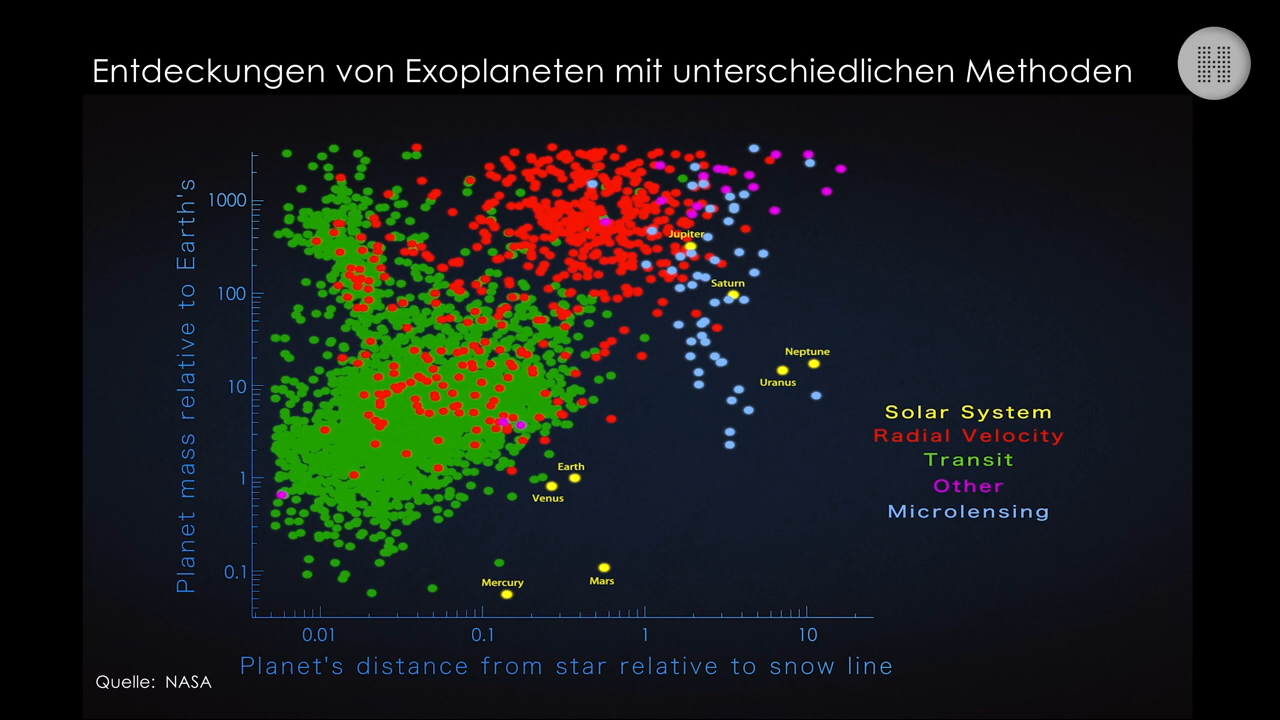 Entdeckungen von Exoplaneten mit unterschiedlichen Methoden
H
Planet mass relative to Earth's
1000
100
10
1
0.1
Jupiter
Saturn
Neptune
Uranus
Earth
Venus
Mercury
Mars
Solar System
Radial Velocity
Transit
Other
Microlensing
0.01
0.1
1
10
Planet's distance from star relative to snow line
Quelle: NASA